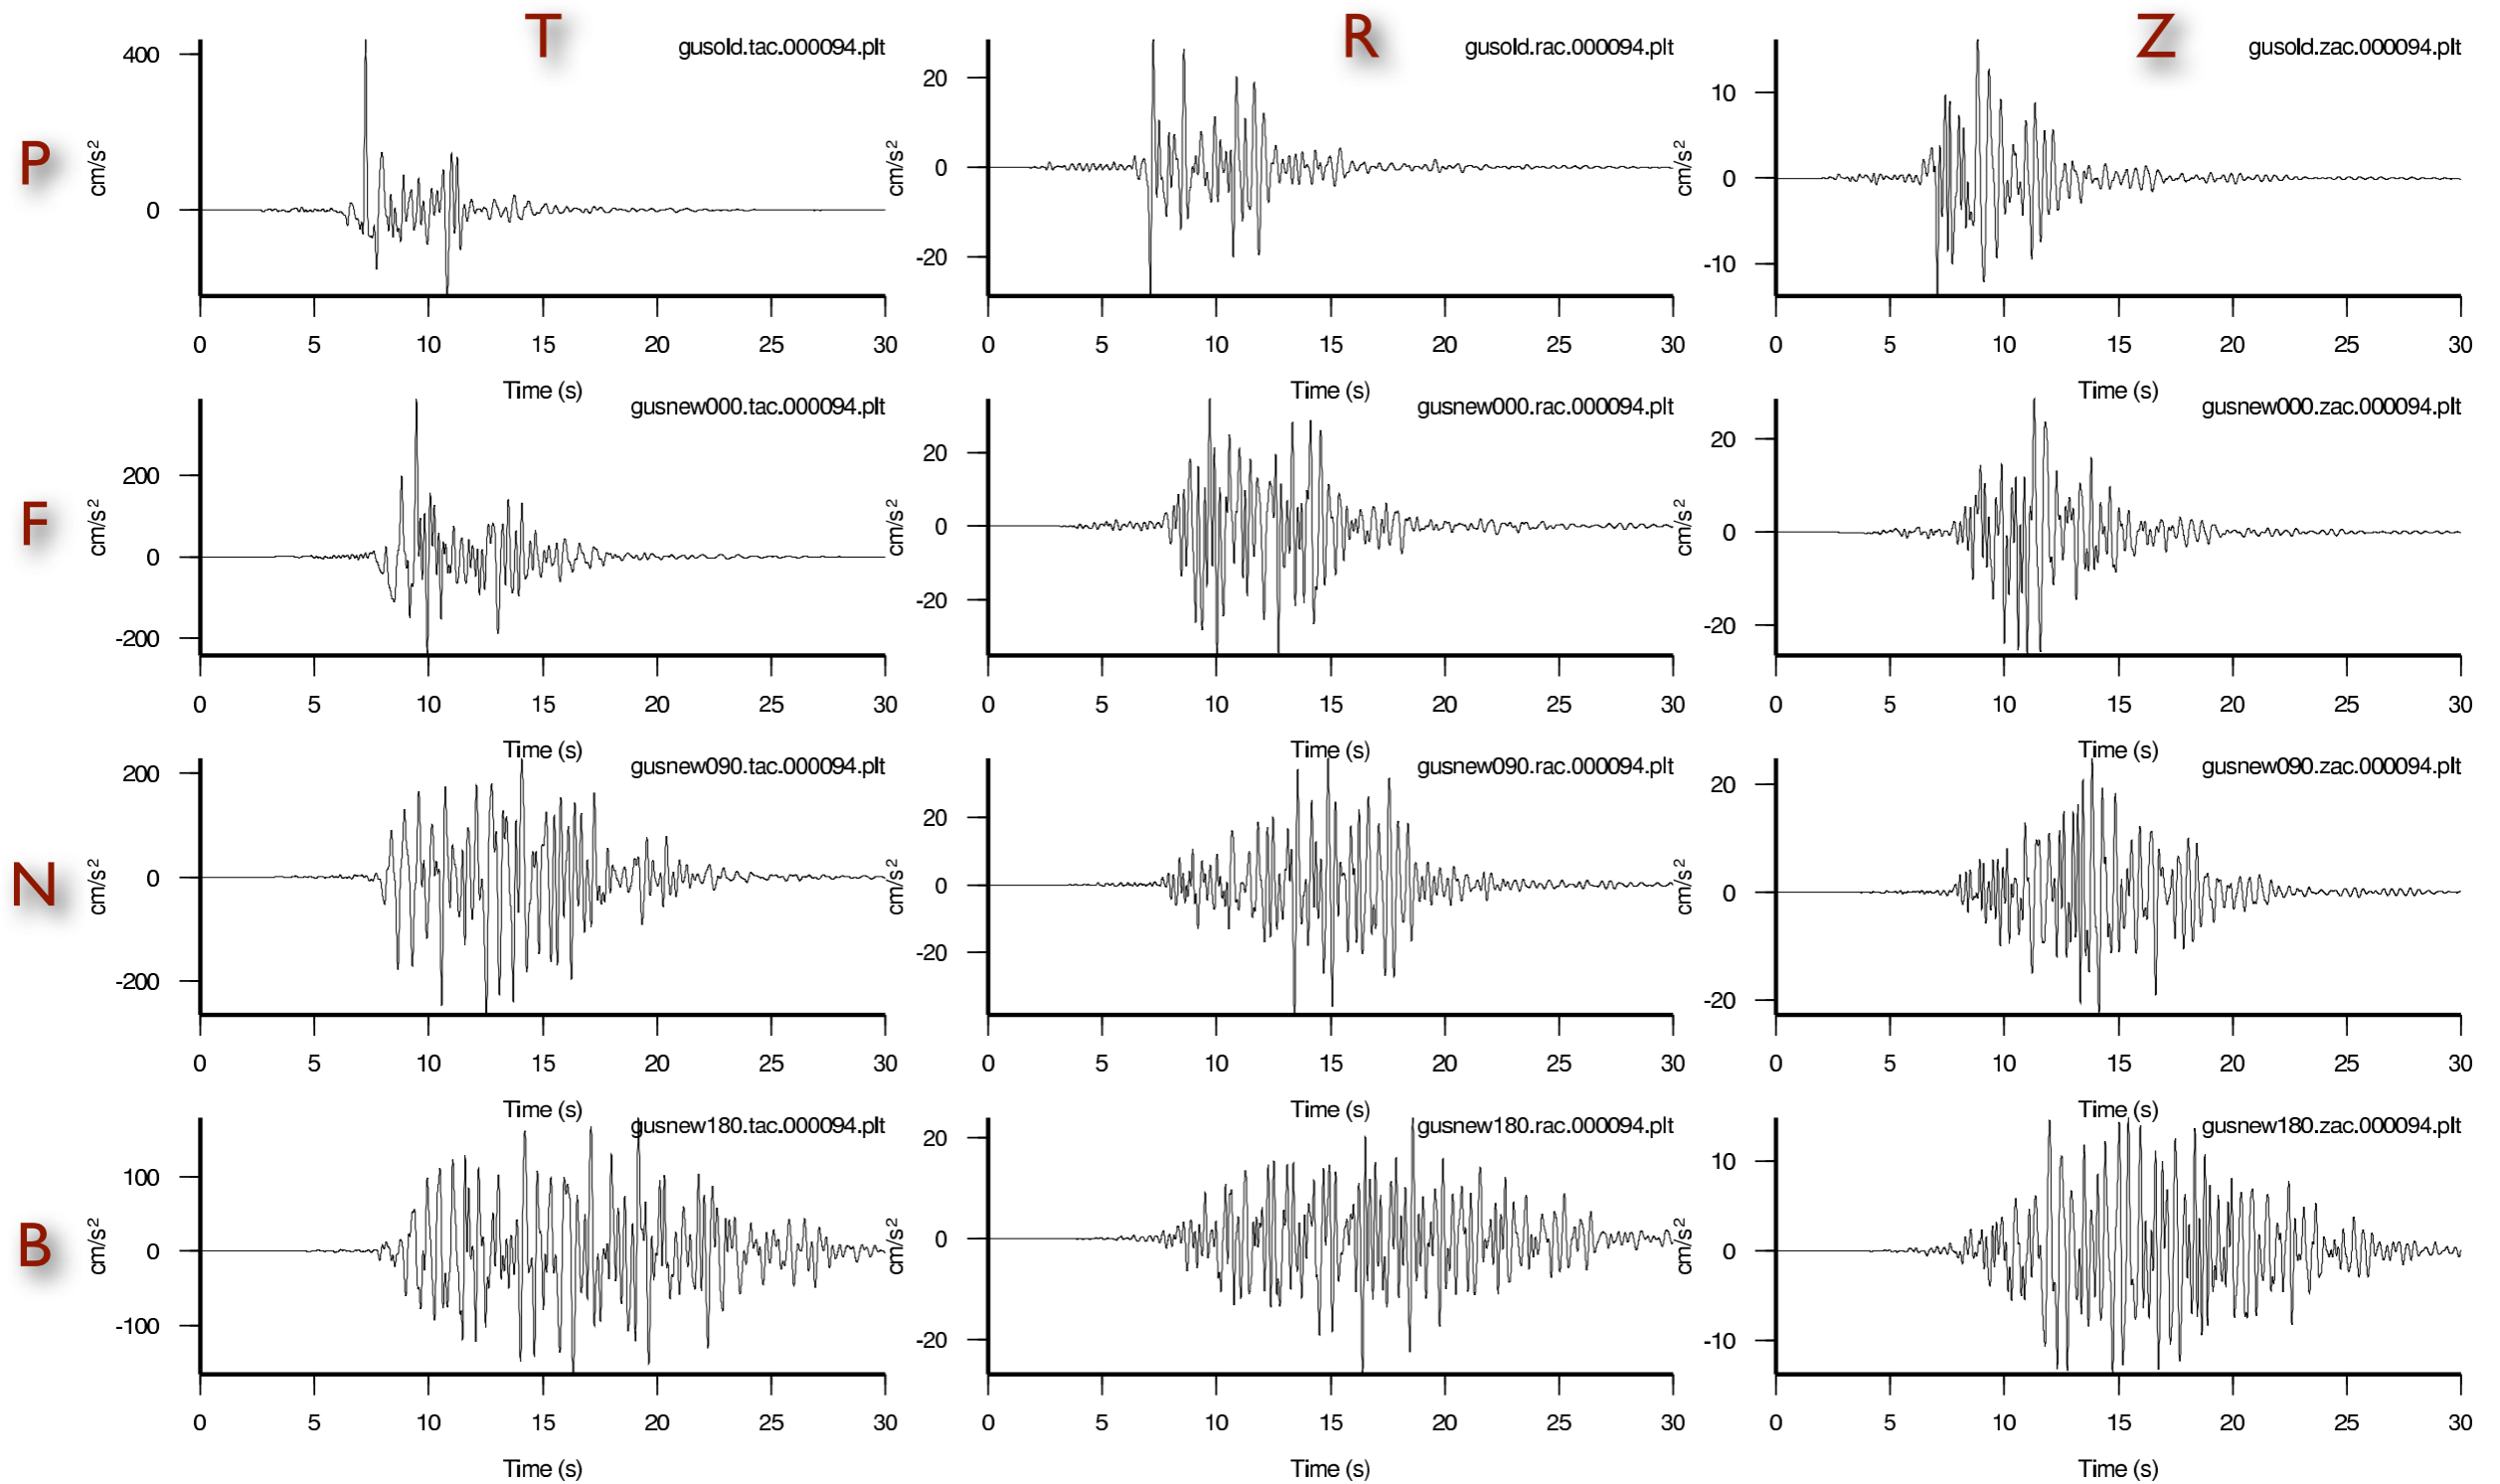 T R Z
gusold.tac.000094.plt gusold.rac.000094.plt gusold.zac.000094.plt
P
400
0
cm/s²
20
0
-20
cm/s²
10
0
-10
cm/s²
0 5 10 15 20 25 30 0 5 10 15 20 25 30 0 5 10 15 20 25 30
Time (s) Time (s) Time (s)
gusnew000.tac.000094.plt gusnew000.rac.000094.plt gusnew000.zac.000094.plt
F
200
0
-200
cm/s²
20
0
-20
cm/s²
20
0
-20
cm/s²
0 5 10 15 20 25 30 0 5 10 15 20 25 30 0 5 10 15 20 25 30
Time (s) Time (s) Time (s)
gusnew090.tac.000094.plt gusnew090.rac.000094.plt gusnew090.zac.000094.plt
N
200
0
-200
cm/s²
20
0
-20
cm/s²
20
0
-20
cm/s²
0 5 10 15 20 25 30 0 5 10 15 20 25 30 0 5 10 15 20 25 30
Time (s) Time (s) Time (s)
gusnew180.tac.000094.plt gusnew180.rac.000094.plt gusnew180.zac.000094.plt
B
100
0
-100
cm/s²
20
0
-20
cm/s²
10
0
-10
cm/s²
0 5 10 15 20 25 30 0 5 10 15 20 25 30 0 5 10 15 20 25 30
Time (s) Time (s) Time (s)